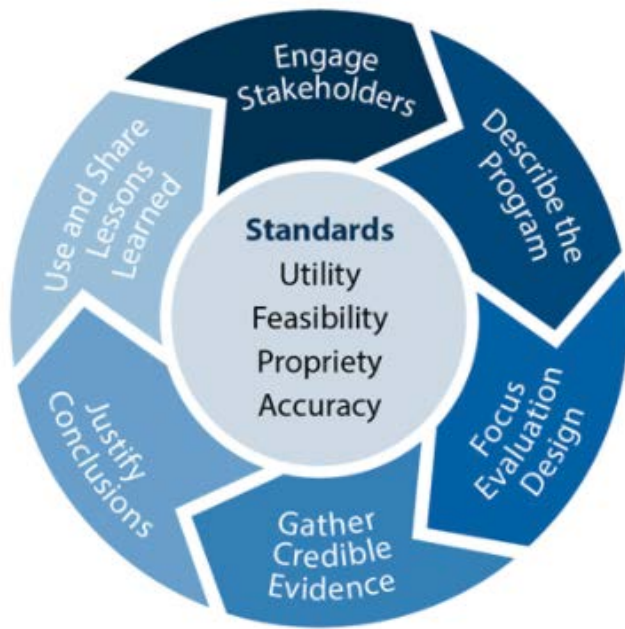 Engage
Stakeholders
Describe the
Program
Focus
Evaluation
Design
Gather
Credible
Evidence
Justify
Conclusions
Use and Share
Lessons
Learned
Standards
Utility
Feasibility
Propriety
Accuracy